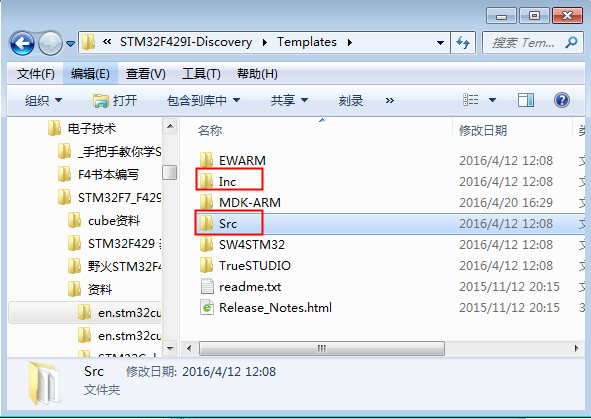 « STM32F429I-Discovery Templates 搜索 Tem...
文件(F) 编辑(E) 查看(V) 工具(T) 帮助(H)
组织 打开 包含到库中 共享 刻录 »
名称 修改日期
电子技术
_手把手教你学S
F4书本编写
STM32F7_F429
cube资料
STM32F429
野火STM32F4
资料
en.stm32cu
en.stm32cu
EWARM 2016/4/12 12:08
Inc 2016/4/12 12:08
MDK-ARM 2016/4/20 16:29
Src 2016/4/12 12:08
SW4STM32 2016/4/12 12:08
TrueSTUDIO 2016/4/12 12:08
readme.txt 2015/11/12 20:15
Release_Notes.html 2015/11/12 20:15
Src 修改日期: 2016/4/12 12:08
文件夹